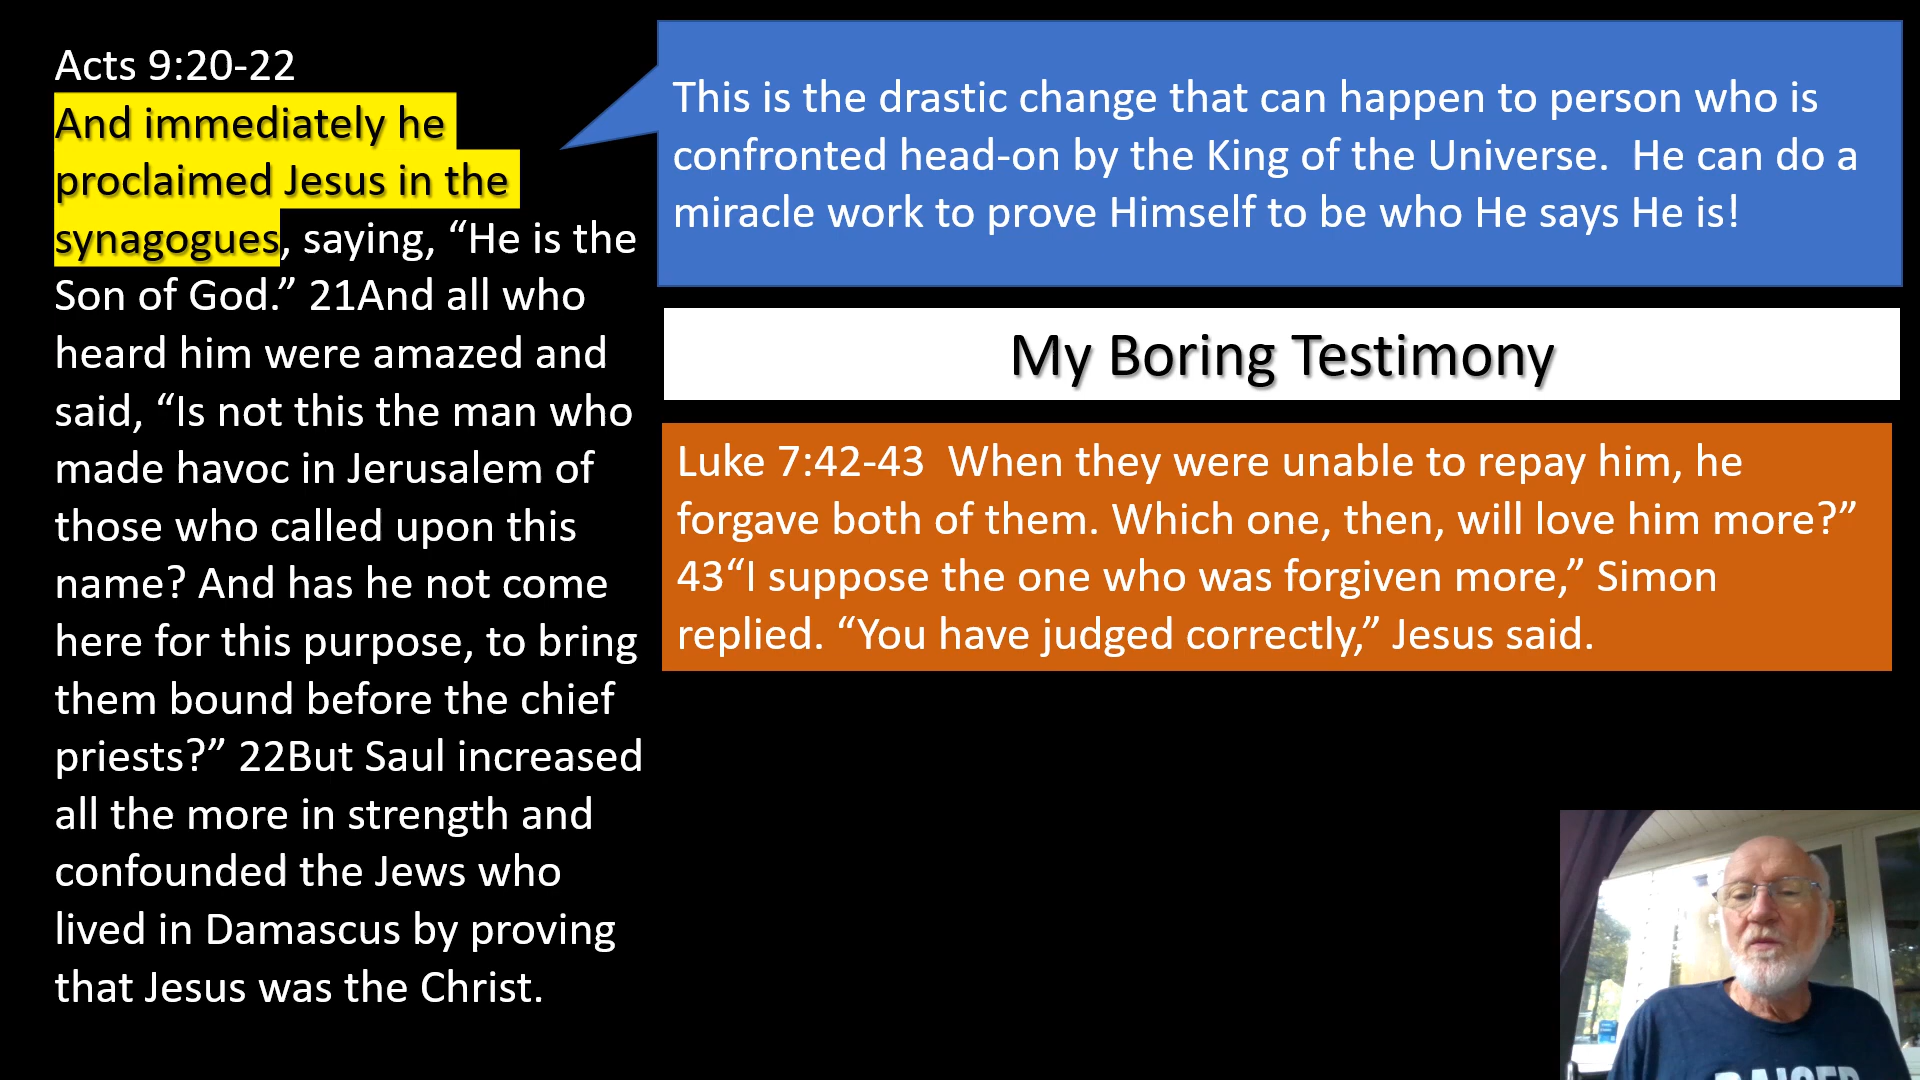 Acts 9:20-22
And immediately he
proclaimed Jesus in the
synagogues, saying, “He is the
Son of God.” 21And all who
heard him were amazed and
said, “Is not this the man who
made havoc in Jerusalem of
those who called upon this
name? And has he not come
here for this purpose, to bring
them bound before the chief
priests?” 22But Saul increased
all the more in strength and
confounded the Jews who
lived in Damascus by proving
that Jesus was the Christ.
This is the drastic change that can happen to person who is
confronted head-on by the King of the Universe.  He can do a
miracle work to prove Himself to be who He says He is!
My Boring Testimony
Luke 7:42-43  When they were unable to repay him, he
forgave both of them. Which one, then, will love him more?”
43“I suppose the one who was forgiven more,” Simon
replied. “You have judged correctly,” Jesus said.